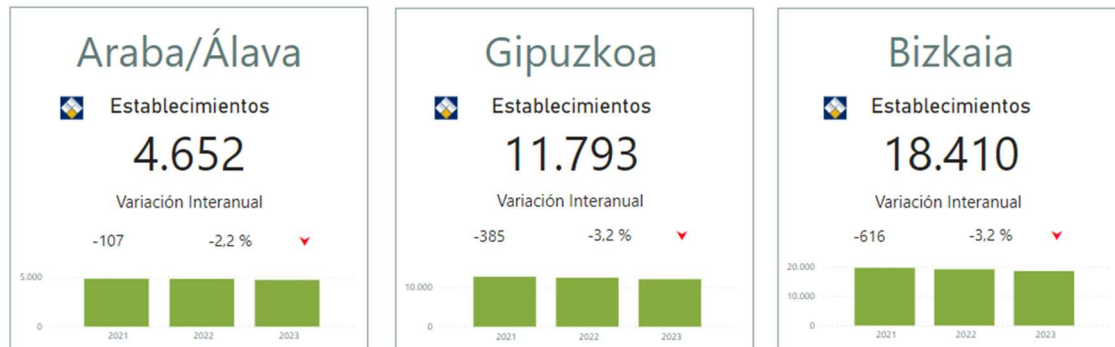 Araba/Álava
Establecimientos
4.652
Variación Interanual
-107 -2,2 %
5.000
0
2021 2022 2023
Gipuzkoa
Establecimientos
11.793
Variación Interanual
-385 -3,2 %
10.000
0
2021 2022 2023
Bizkaia
Establecimientos
18.410
Variación Interanual
-616 -3,2 %
20.000
10.000
0
2021 2022 2023